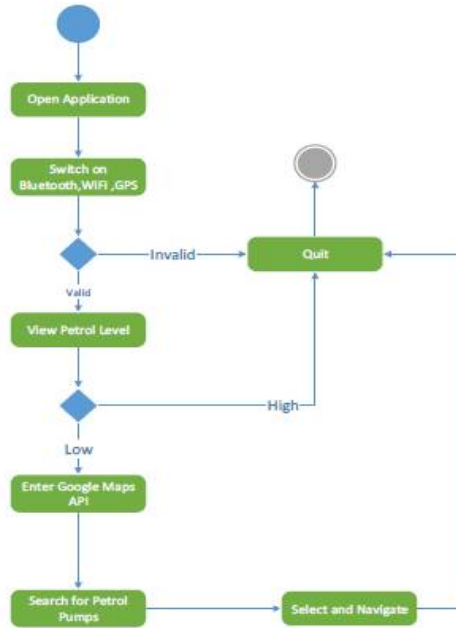 Open Application
Switch on
Bluetooth,WIFI ,GPS
Invalid
Quit
Valid
View Petrol Level
High
Low
Enter Google Maps
API
Search for Petrol
Pumps
Select and Navigate